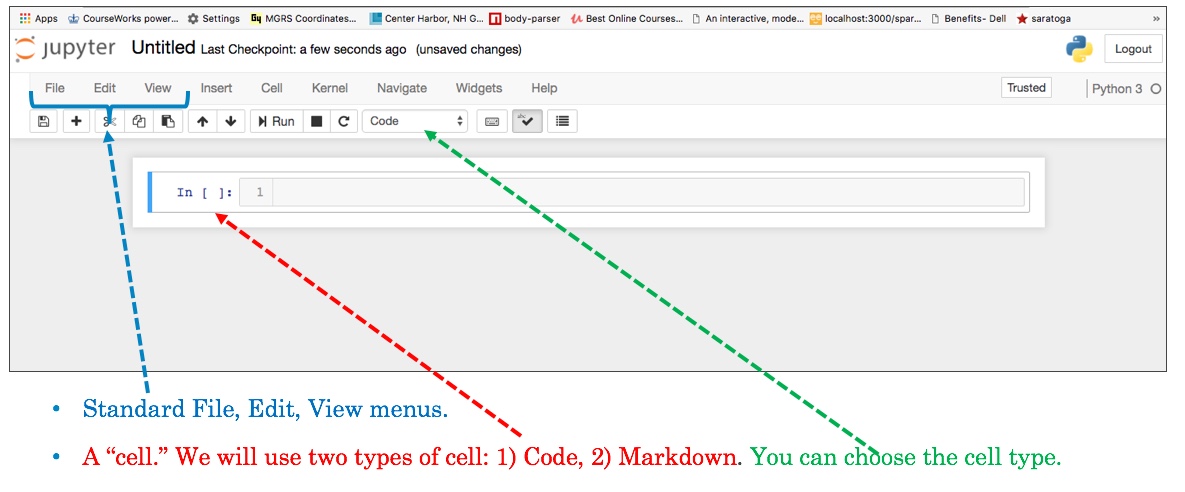 Apps CourseWorks power... Settings Gy MGRS Coordinates... Center Harbor, NH G... body-parser Best Online Courses... An interactive, mode... localhost:3000/spar... Benefits- Dell saratoga »
jupyter Untitled Last Checkpoint: a few seconds ago (unsaved changes) Logout
File Edit View Insert Cell Kernel Navigate Widgets Help Trusted Python 3
Run Code
In [ ]: 1
• Standard File, Edit, View menus.
• A “cell.” We will use two types of cell: 1) Code, 2) Markdown. You can choose the cell type.